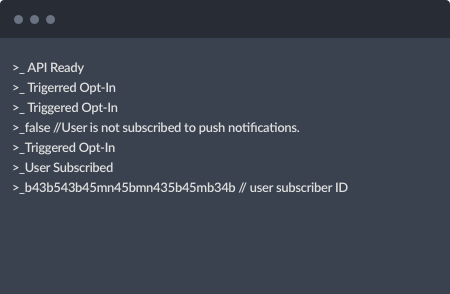 >_ API Ready
>_ Trigerred Opt-In
>_ Triggered Opt-In
>_false //User is not subscribed to push notifications.
>_Triggered Opt-In
>_User Subscribed
>_b43b543b45mn45bmn435b45mb34b // user subscriber ID